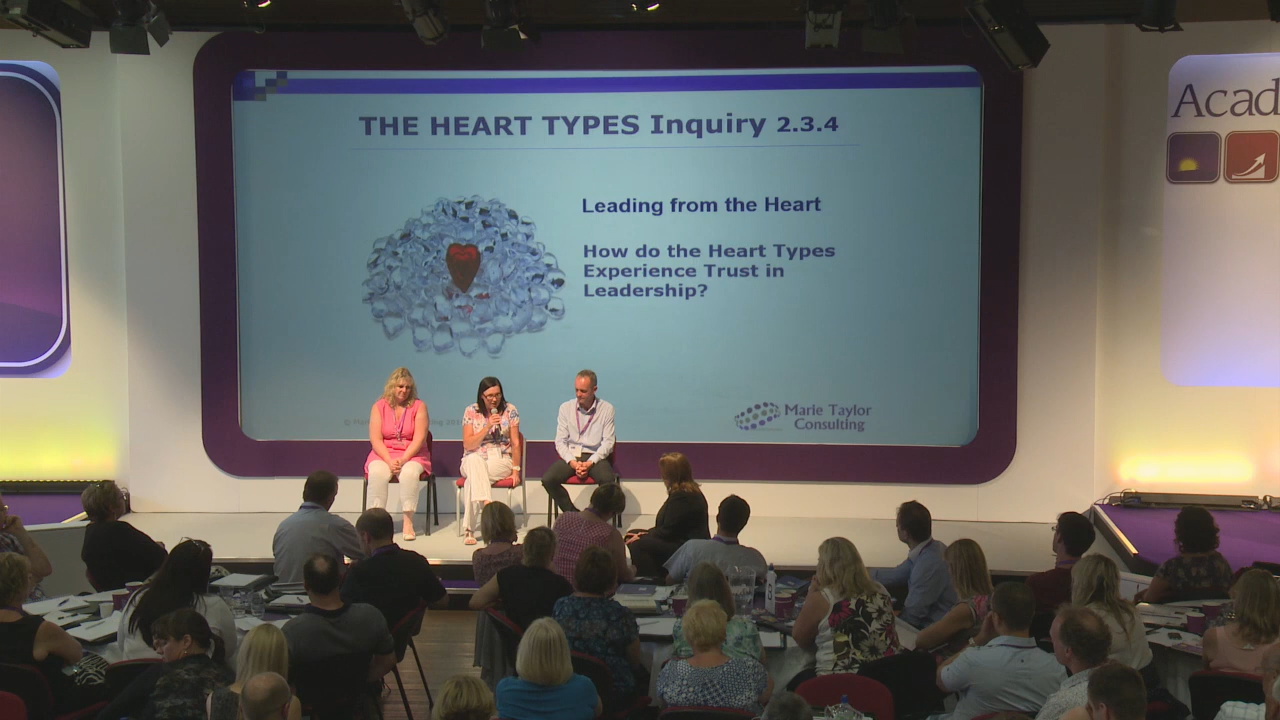 THE HEART TYPES Inquiry 2.3.4
Acad
Leading from the Heart
How do the Heart Types
Experience Trust in
Leadership?
Marie Taylor
Consulting